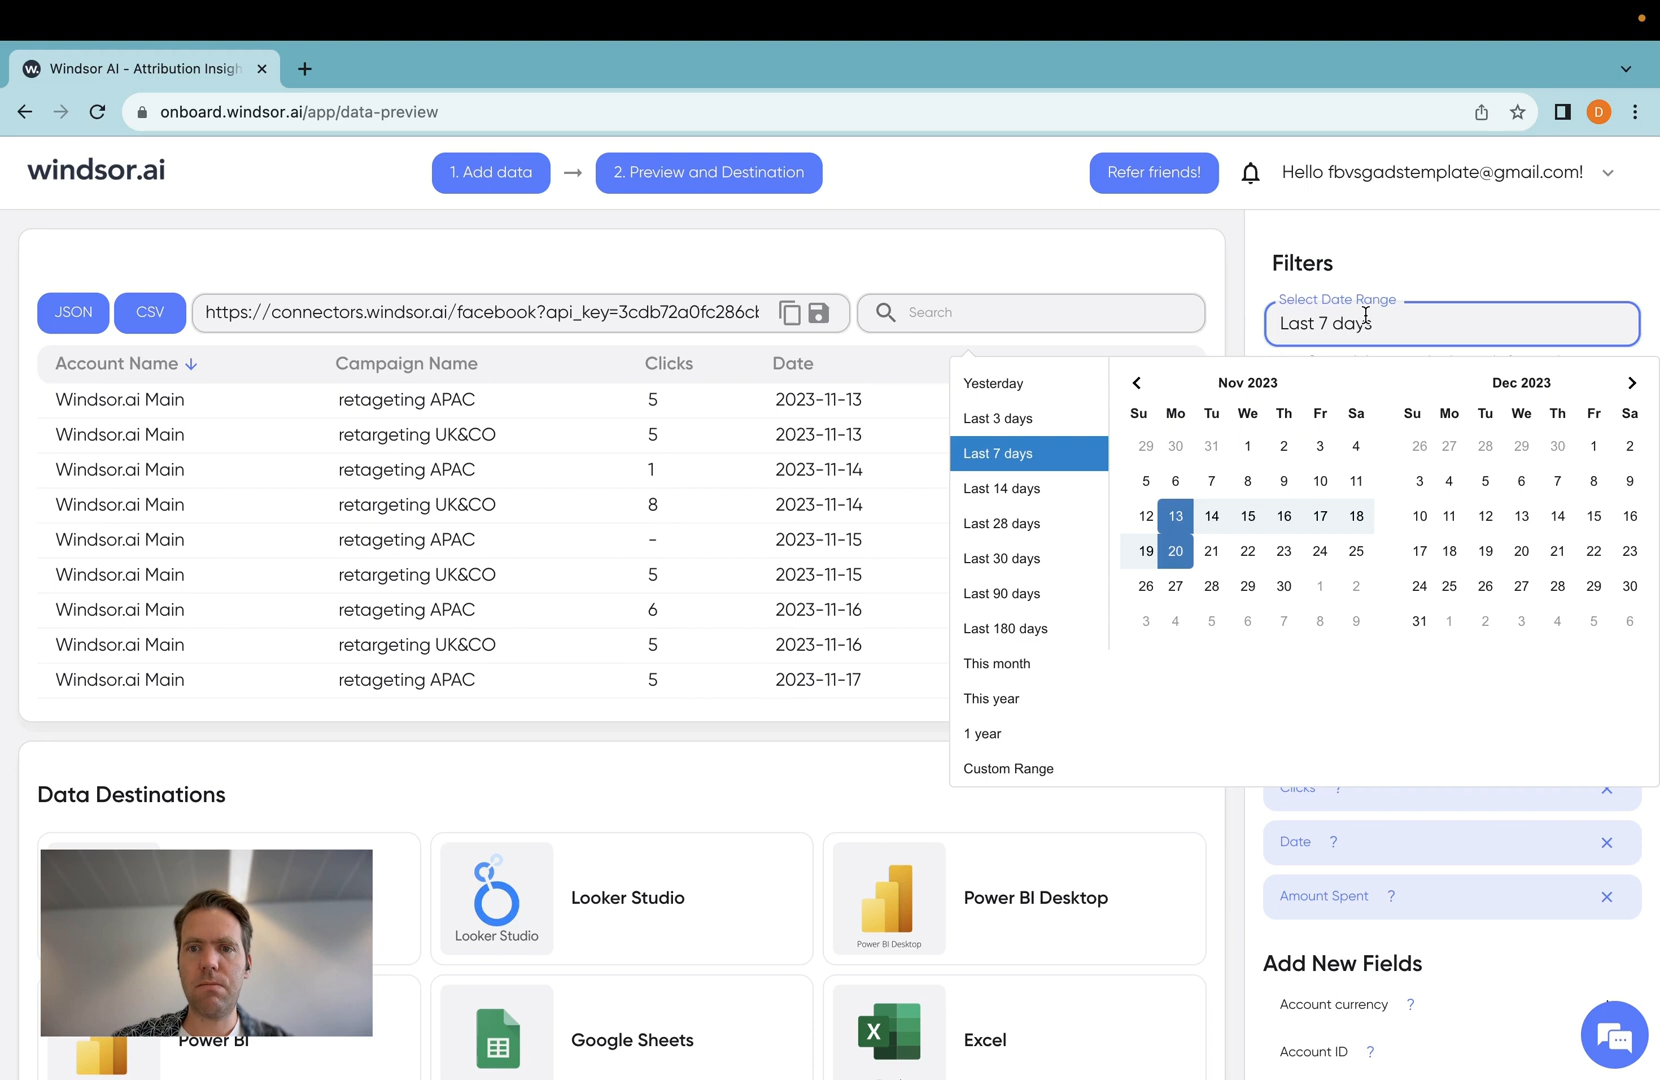 Windsor AI - Attribution Insigh
onboard.windsor.ai/app/data-preview
D
windsor.ai
1. Add data
2. Preview and Destination
Refer friends!
Hello fbvsgadstemplate@gmail.com!
Filters
Select Date Range
Last 7 days
JSON
CSV
https://connectors.windsor.ai/facebook?api_key=3cdb72a0fc286cb
Search
Account Name Campaign Name Clicks Date
Windsor.ai Main retageting APAC 5 2023-11-13
Windsor.ai Main retargeting UK&CO 5 2023-11-13
Windsor.ai Main retageting APAC 1 2023-11-14
Windsor.ai Main retargeting UK&CO 8 2023-11-14
Windsor.ai Main retageting APAC - 2023-11-15
Windsor.ai Main retargeting UK&CO 5 2023-11-15
Windsor.ai Main retageting APAC 6 2023-11-16
Windsor.ai Main retargeting UK&CO 5 2023-11-16
Windsor.ai Main retageting APAC 5 2023-11-17
Yesterday
Last 3 days
Last 7 days
Last 14 days
Last 28 days
Last 30 days
Last 90 days
Last 180 days
This month
This year
1 year
Custom Range
Nov 2023
Su Mo Tu We Th Fr Sa
29 30 31 1 2 3 4
5 6 7 8 9 10 11
12 13 14 15 16 17 18
19 20 21 22 23 24 25
26 27 28 29 30 1 2
3 4 5 6 7 8 9
Dec 2023
Su Mo Tu We Th Fr Sa
26 27 28 29 30 1 2
3 4 5 6 7 8 9
10 11 12 13 14 15 16
17 18 19 20 21 22 23
24 25 26 27 28 29 30
31 1 2 3 4 5 6
Clicks ?
Date ?
Amount Spent ?
Add New Fields
Account currency ?
Account ID ?
Data Destinations
Looker Studio
Looker Studio
Power BI Desktop
Power BI Desktop
Power BI
Google Sheets
X
Excel